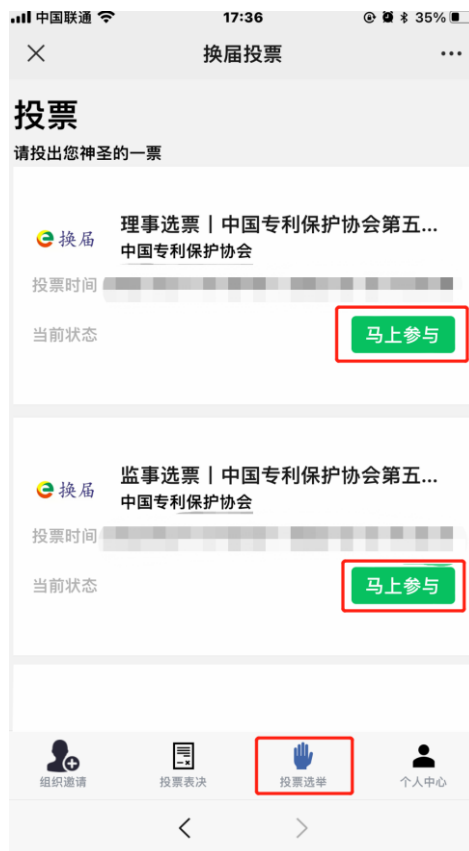 中国联通 17:36 35%
换届投票
投票
请投出您神圣的一票
理事选票丨中国专利保护协会第五...
e换届
中国专利保护协会
投票时间
当前状态 马上参与
监事选票丨中国专利保护协会第五...
e换届
中国专利保护协会
投票时间
当前状态 马上参与
组织邀请 投票表决 投票选举 个人中心